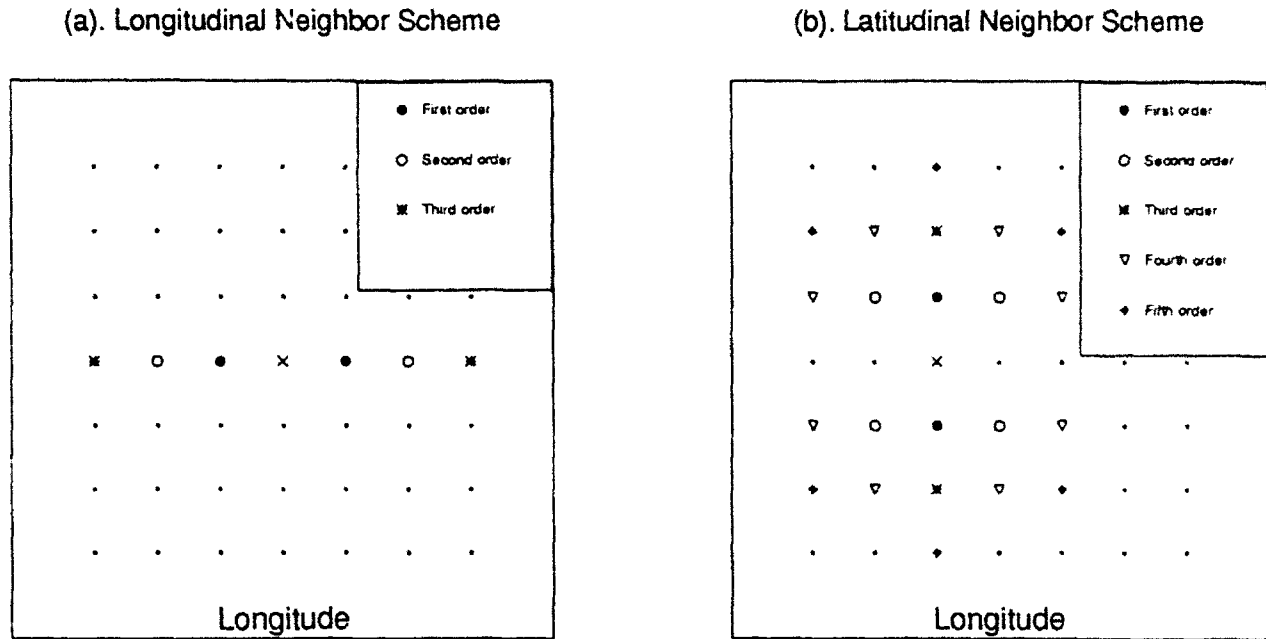 (a). Longitudinal Neighbor Scheme
First order
Second order
Third order
Longitude
(b). Latitudinal Neighbor Scheme
First order
Second order
Third order
Fourth order
Fifth order
Longitude